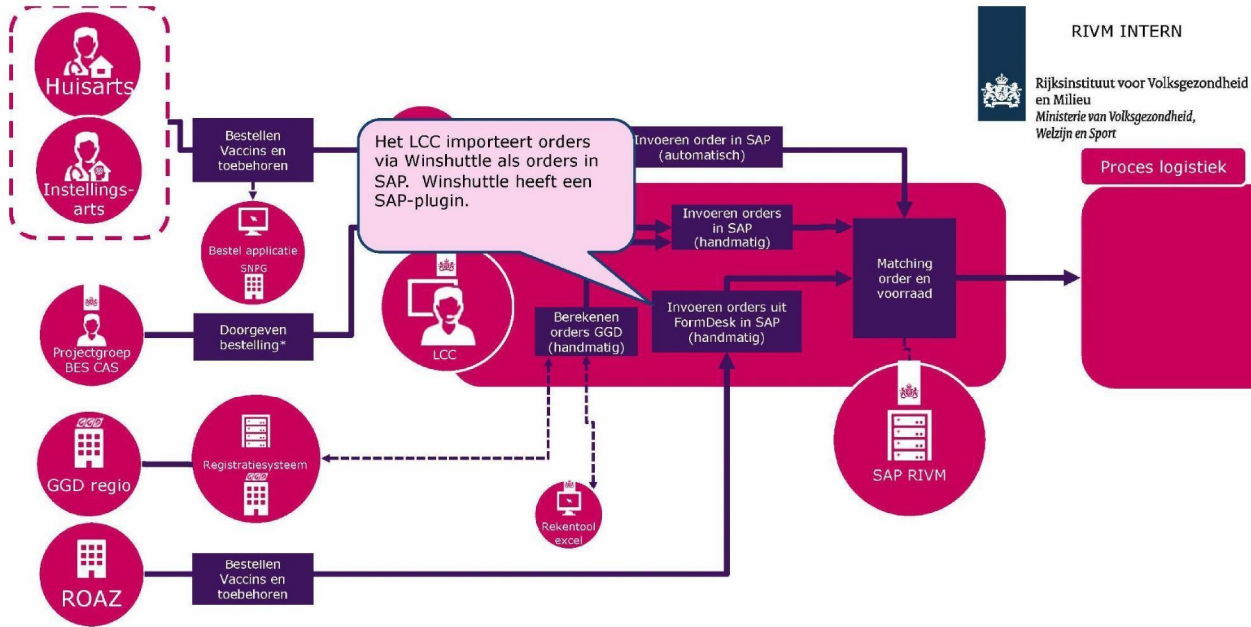 RIVM INTERN
Rijksinstituut voor Volksgezondheid
en Milieu
Ministerie van Volksgezondheid,
Welzijn en Sport
Huisarts
Instellings-
arts
Bestellen
Vaccins en
toebehoren
Bestel applicatie
SNPG
Het LCC importeert orders
via Winshuttle als orders in
SAP. Winshuttle heeft een
SAP-plugin.
Invoeren order in SAP
(automatisch)
Proces logistiek
Invoeren orders
in SAP
(handmatig)
Matching
order en
voorraad
Projectgroep
BES CAS
Doorgeven
bestelling*
LCC
Berekenen
orders GGD
(handmatig)
Invoeren orders uit
FormDesk in SAP
(handmatig)
SAP RIVM
GGD
GGD regio
Registratiesysteem
GGD
Rekentool
excel
ROAZ
Bestellen
Vaccins en
toebehoren